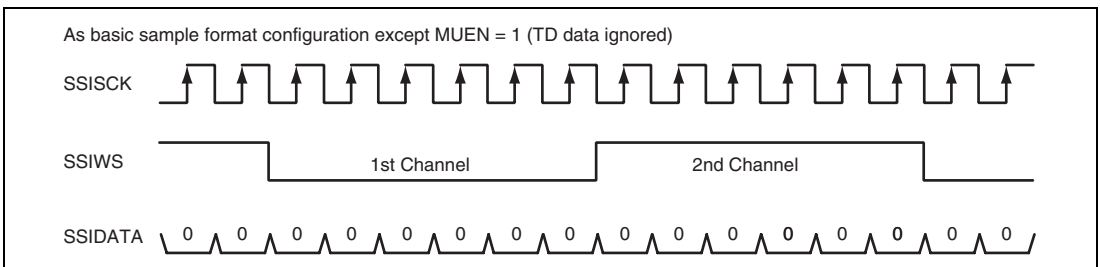 As basic sample format configuration except MUEN = 1 (TD data ignored)
SSISCK
SSIWS 1st Channel 2nd Channel
SSIDATA 0 0 0 0 0 0 0 0 0 0 0 0 0 0 0 0